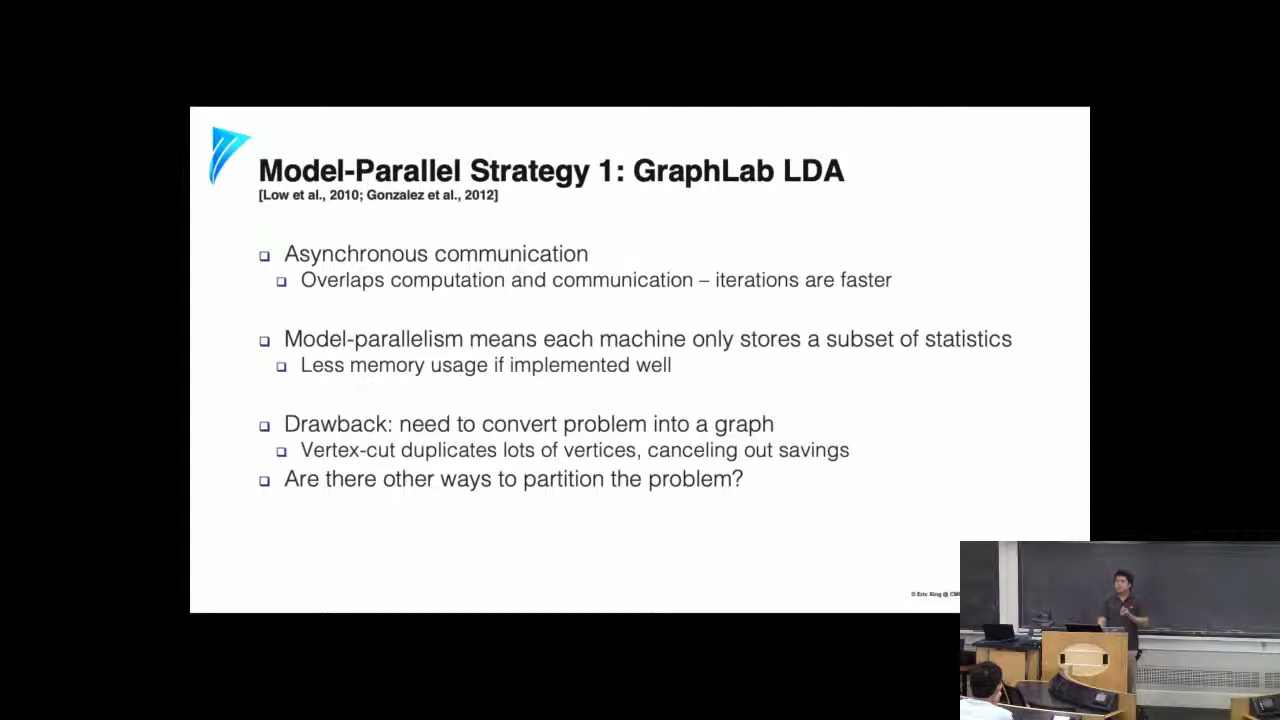 Model-Parallel Strategy 1: GraphLab LDA
[Low et al., 2010; Gonzalez et al., 2012]
Asynchronous communication
Overlaps computation and communication – iterations are faster
Model-parallelism means each machine only stores a subset of statistics
Less memory usage if implemented well
Drawback: need to convert problem into a graph
Vertex-cut duplicates lots of vertices, canceling out savings
Are there other ways to partition the problem?
© Eric Xing @ CM